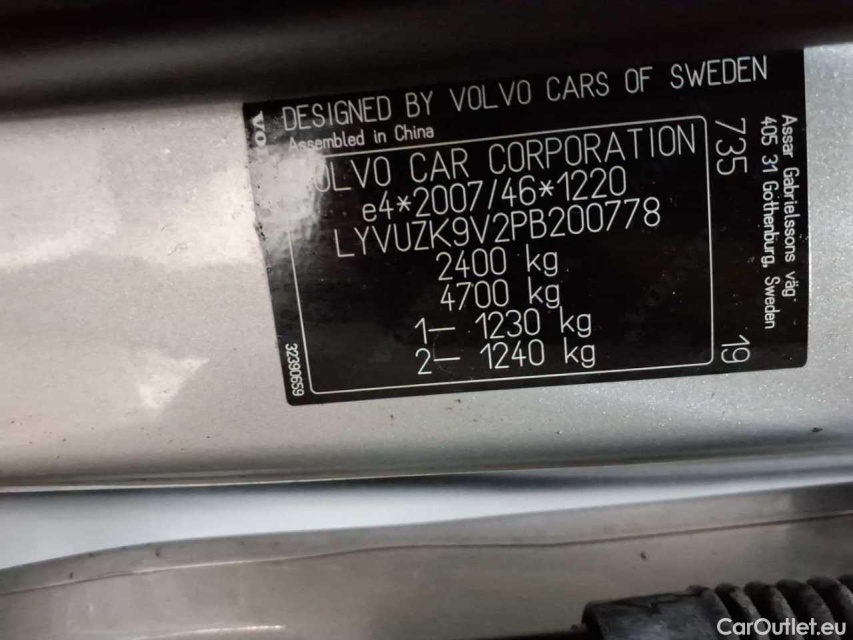 DESIGNED BY VOLVO CARS OF SWEDEN
Assembled in China
VOLVO CAR CORPORATION
e4*2007/46*1220
LYVUZK9V2PB200778
2400 kg
4700 kg
1– 1230 kg
2– 1240 kg
735
19
Assar Gabrielssons väg
405 31 Gothenburg, Sweden
32390659
VO
CarOutlet.eu